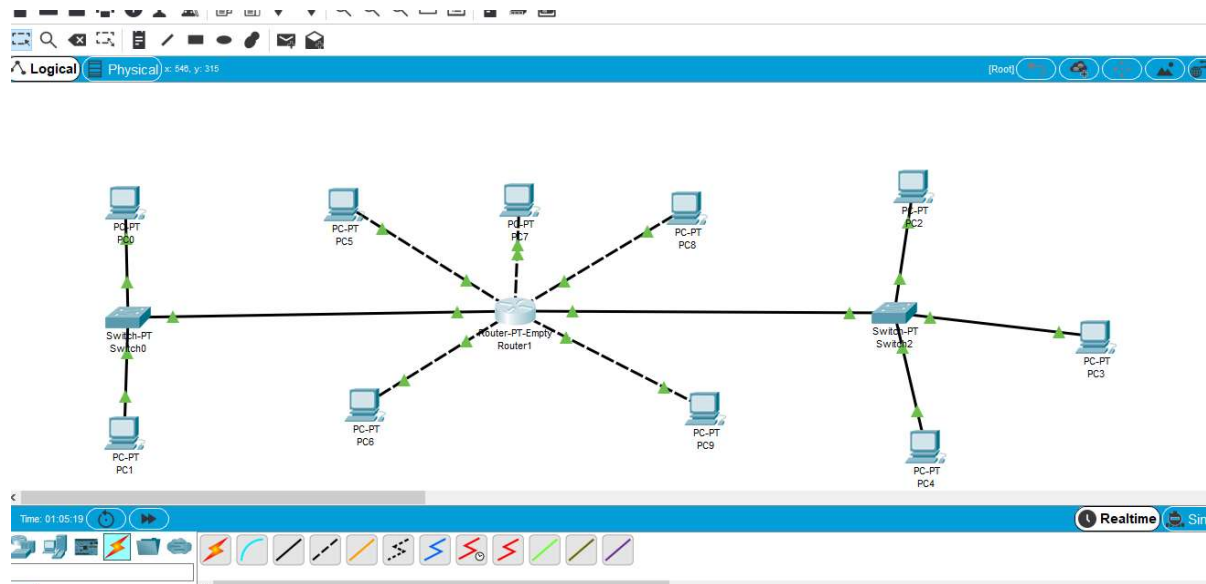 Logical Physical x: 546, y: 315 [Root]
PC-PT
PC0
PC-PT
PC5
PC-PT
PC7
PC-PT
PC8
PC-PT
PC2
Switch-PT
Switch0
Router-PT-Empty
Router1
Switch-PT
Switch2
PC-PT
PC3
PC-PT
PC1
PC-PT
PC6
PC-PT
PC9
PC-PT
PC4
Time: 01:05:19 Realtime Sin